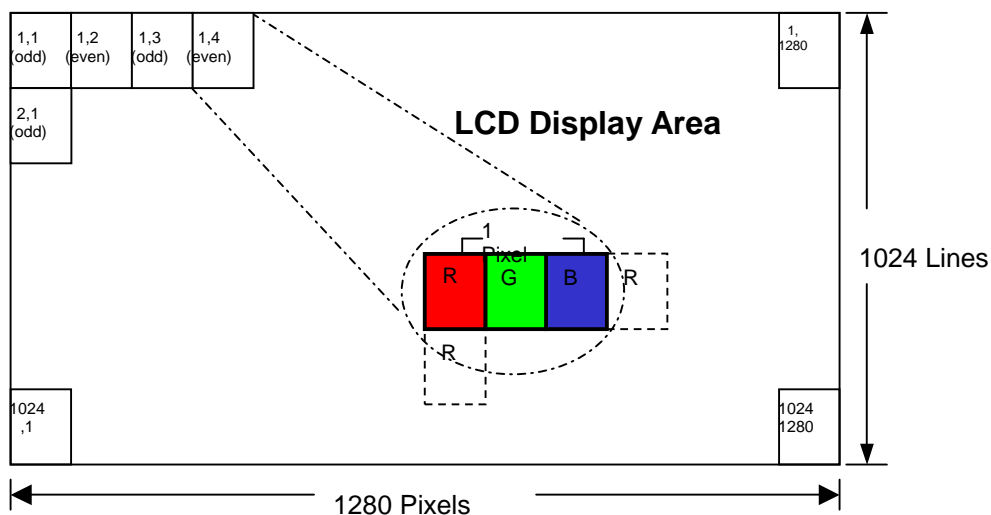 1,1
(odd)
1,2
(even)
1,3
(odd)
1,4
(even)
1,
1280
2,1
(odd)
LCD Display Area
1
Pixel
R
G
B
R
R
1024 Lines
1024
,1
1024
1280
1280 Pixels